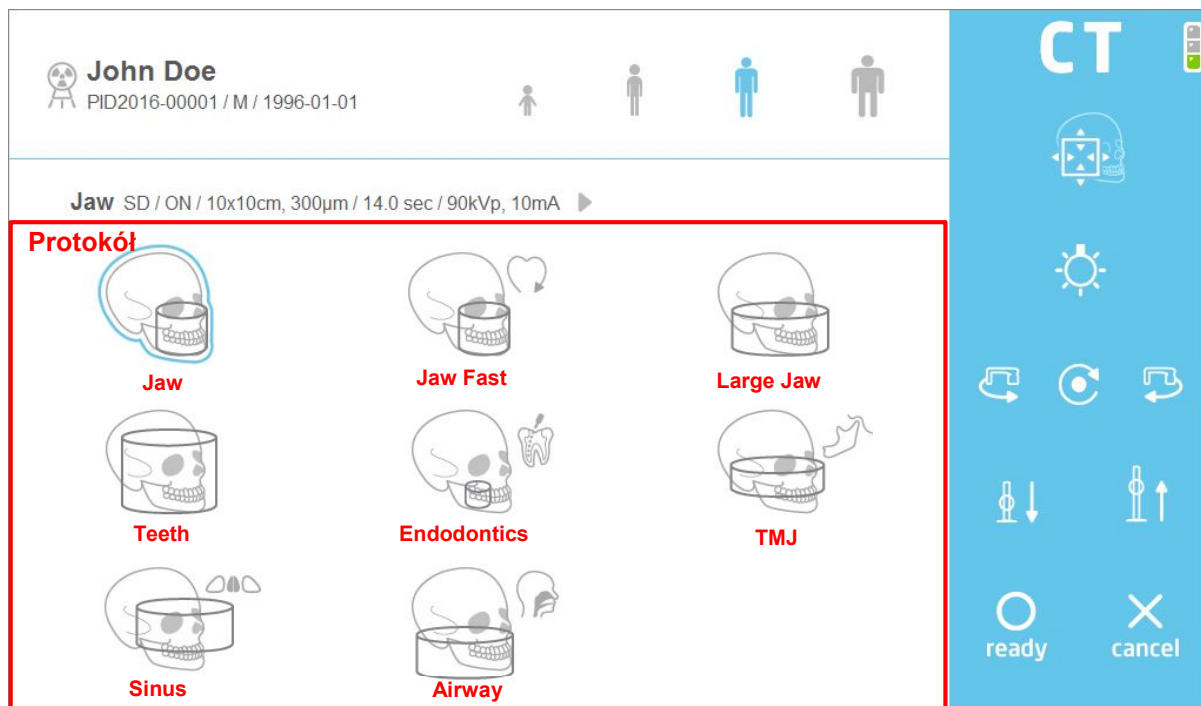 CT
John Doe
PID2016-00001 / M / 1996-01-01
Jaw SD / ON / 10x10cm, 300µm / 14.0 sec / 90kVp, 10mA
Protokół
Jaw
Jaw Fast
Large Jaw
Teeth
Endodontics
TMJ
Sinus
Airway
ready
cancel